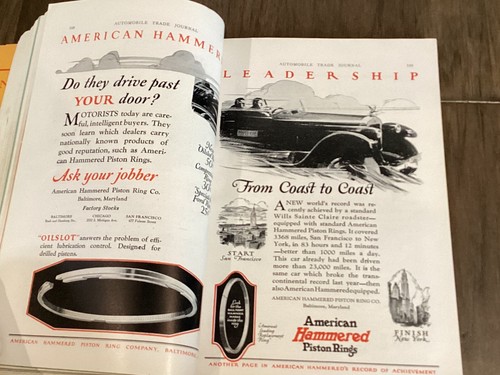 AUTOMOBILE TRADE JOURNAL
AMERICAN HAMMER
Do they drive past
YOUR door?
MOTORISTS today are care-
ful, intelligent buyers. They
soon learn which dealers carry
nationally known products of
good reputation, such as Ameri-
can Hammered Piston Rings.
Ask your jobber
American Hammered Piston Ring Co.
Baltimore, Maryland
Factory Stocks
BALTIMORE CHICAGO SAN FRANCISCO
"OILSLOT" answers the problem of effi-
cient lubrication control. Designed for
drilled pistons.
AMERICAN HAMMERED PISTON RING COMPANY, BALTIMORE
AUTOMOBILE TRADE JOURNAL
LEADERSHIP
From Coast to Coast
A NEW world's record was re-
cently achieved by a standard
Wills Sainte Claire roadster—
equipped with standard American
Hammered Piston Rings. It covered
3368 miles, San Francisco to New
York, in 83 hours and 12 minutes
—better than 1000 miles a day.
This car already had been driven
more than 23,000 miles. It is the
same car which broke the trans-
continental record last year—then
also American Hammered equipped.
AMERICAN HAMMERED PISTON RING CO.
Baltimore, Maryland
START
San Francisco
American
Hammered
Piston Rings
FINISH
New York
ANOTHER PAGE IN AMERICAN HAMMERED'S RECORD OF ACHIEVEMENT